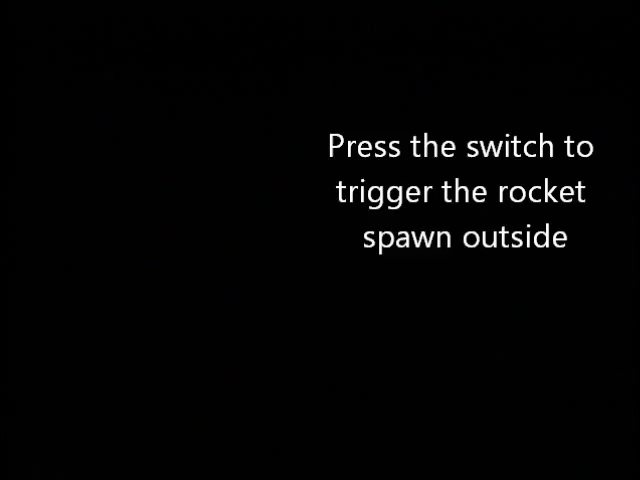 Press the switch to
trigger the rocket
spawn outside